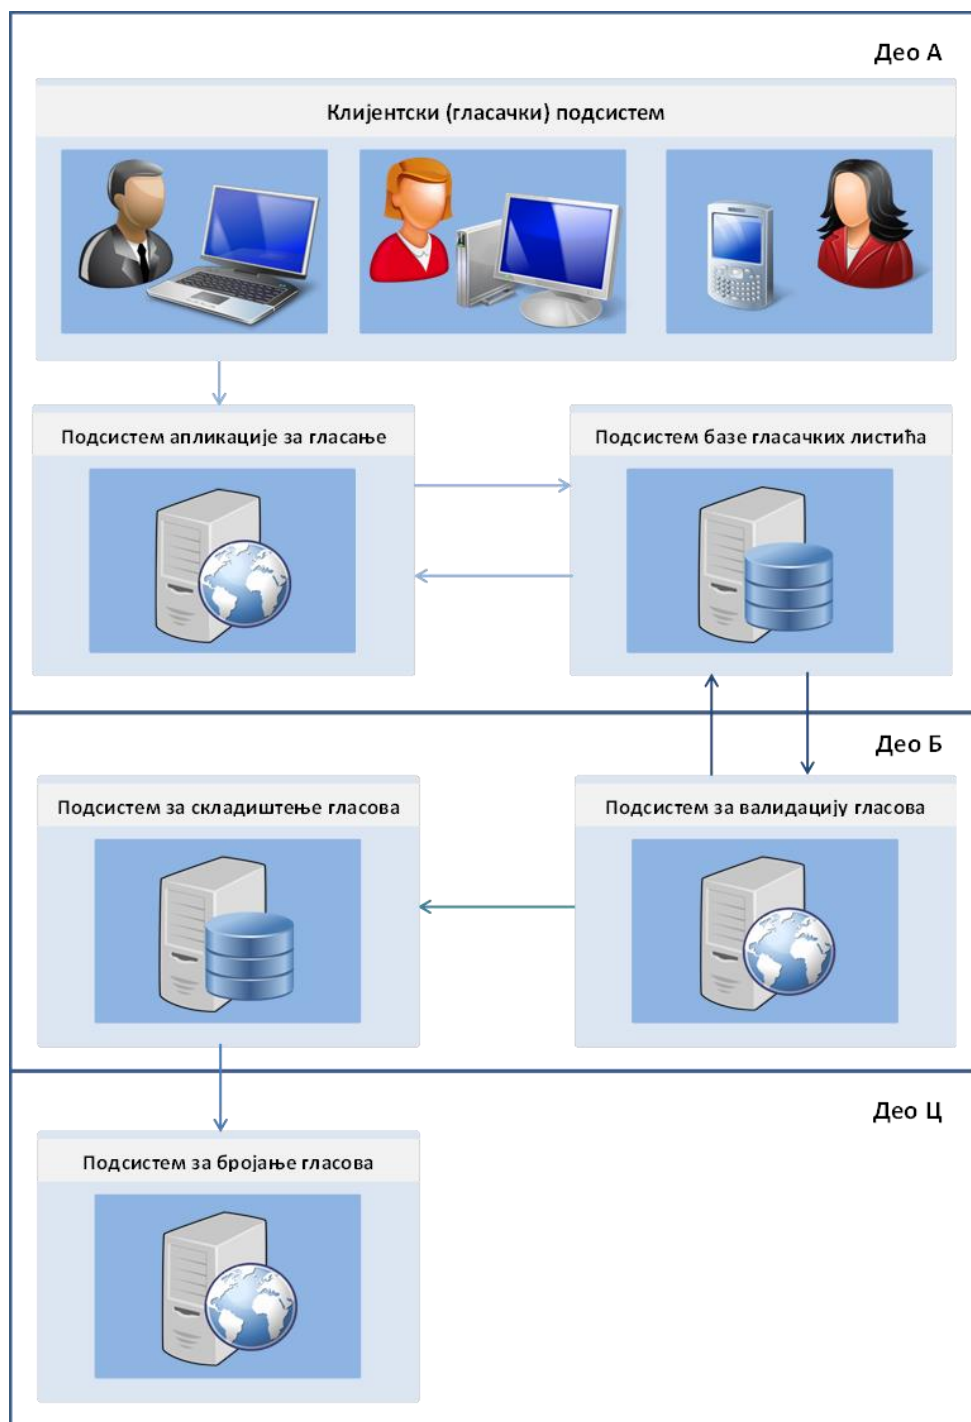 Део А
Клијентски (гласачки) подсистем
Подсистем апликације за гласање
Подсистем базе гласачких листића
Део Б
Подсистем за складиштење гласова
Подсистем за валидацију гласова
Део Ц
Подсистем за бројање гласова